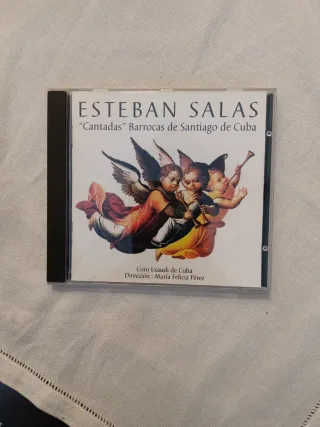 ESTEBAN SALAS
"Cantadas" Barrocas de Santiago de Cuba
Coro Exaudi de Cuba
Dirección : María Felicia Pérez